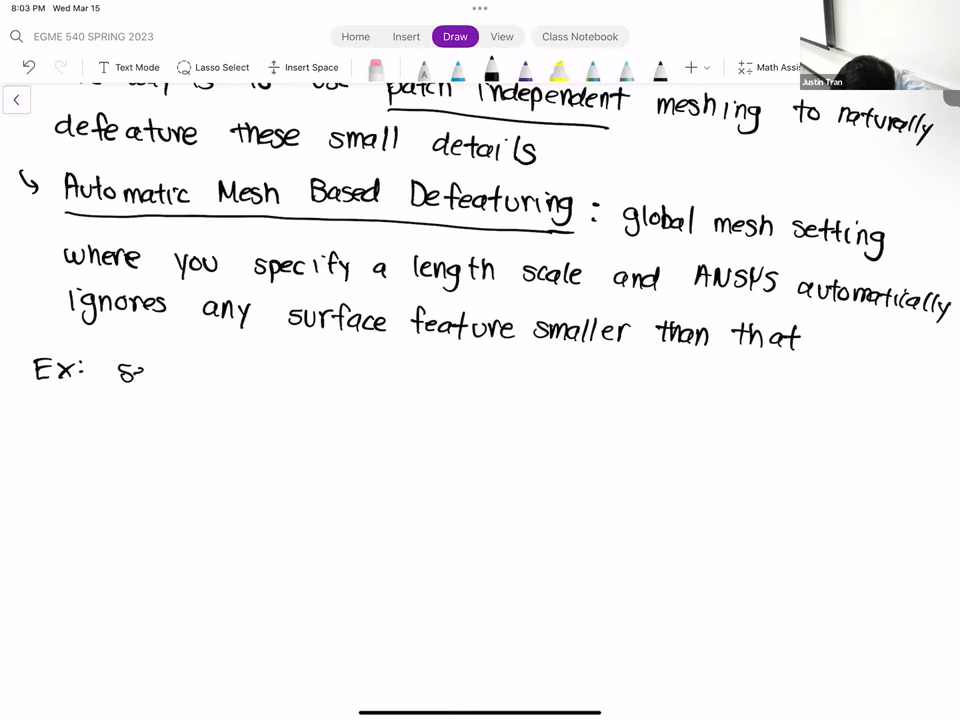 8:03 PM Wed Mar 15
EGME 540 SPRING 2023
Home Insert Draw View Class Notebook
Text Mode Lasso Select Insert Space Math Assis
Justin Tran
is to use patch independent meshing to naturally
defeature these small details
↳ Automatic Mesh Based Defeaturing : global mesh setting
where you specify a length scale and ANSYS automatically
ignores any surface feature smaller than that
Ex: